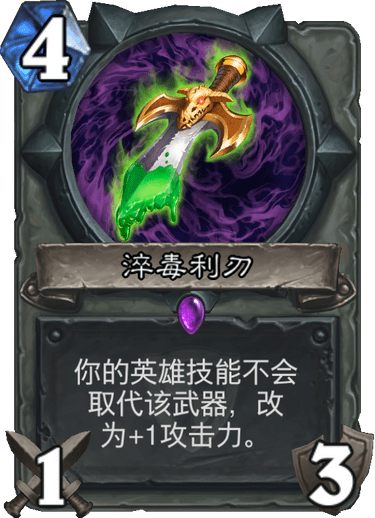 4
淬毒利刃
你的英雄技能不会
取代该武器，改
为+1攻击力。
1
3